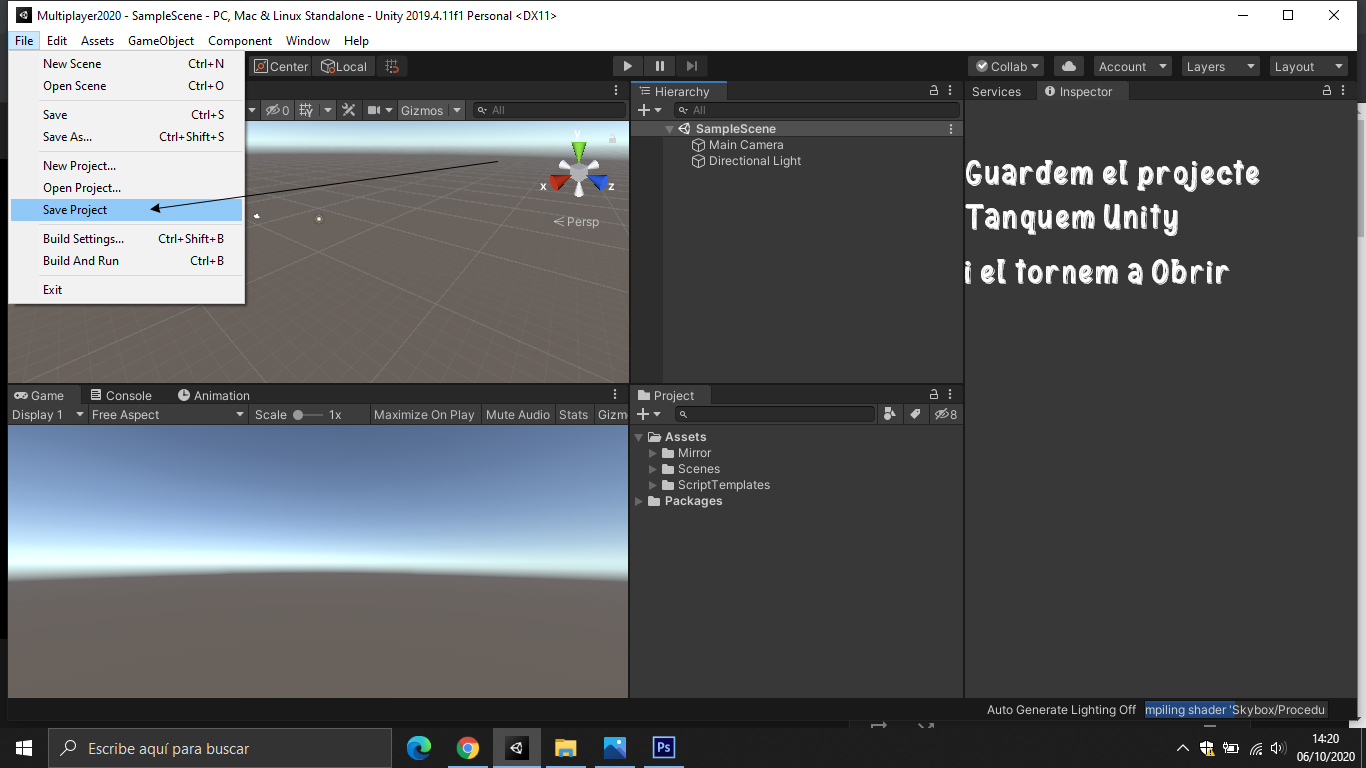 Multiplayer2020 - SampleScene - PC, Mac & Linux Standalone - Unity 2019.4.11f1 Personal <DX11>
File Edit Assets GameObject Component Window Help
New Scene Ctrl+N
Open Scene Ctrl+O
Save Ctrl+S
Save As... Ctrl+Shift+S
New Project...
Open Project...
Save Project
Build Settings... Ctrl+Shift+B
Build And Run Ctrl+B
Exit
Center Local
Collab Account Layers Layout
0 Gizmos All
y
x
z
Persp
Hierarchy
All
SampleScene
Main Camera
Directional Light
Services Inspector
Guardem el projecte
Tanquem Unity
i el tornem a Obrir
Game Console Animation
Display 1 Free Aspect Scale 1x Maximize On Play Mute Audio Stats Gizm
Project
8
Assets
Mirror
Scenes
ScriptTemplates
Packages
Auto Generate Lighting Off mpiling shader 'Skybox/Procedu
Escribe aquí para buscar
Ps
14:20
06/10/2020